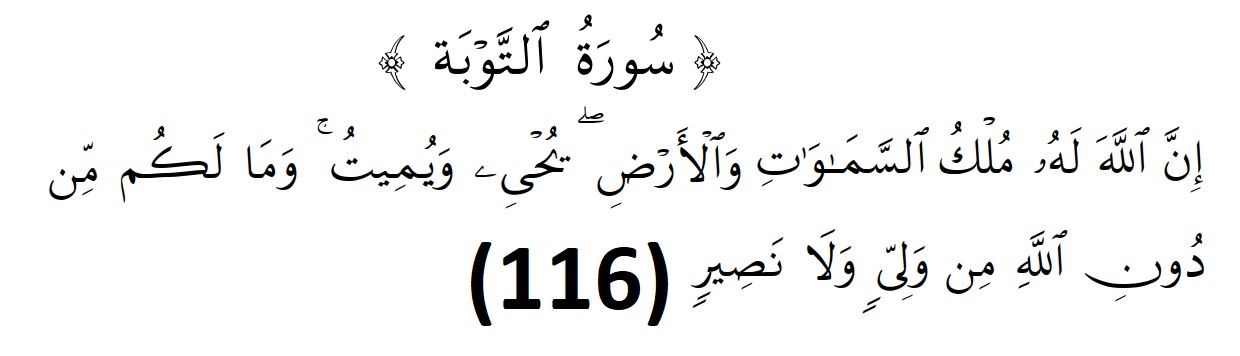 ﴿ سُورَةُ ٱلتَّوۡبَة ﴾
إِنَّ ٱللَّهَ لَهُۥ مُلۡكُ ٱلسَّمَٰوَٰتِ وَٱلۡأَرۡضِۖ يُحۡيِۦ وَيُمِيتُۚ وَمَا لَكُم مِّن
دُونِ ٱللَّهِ مِن وَلِيّٖ وَلَا نَصِيرٖ (116)